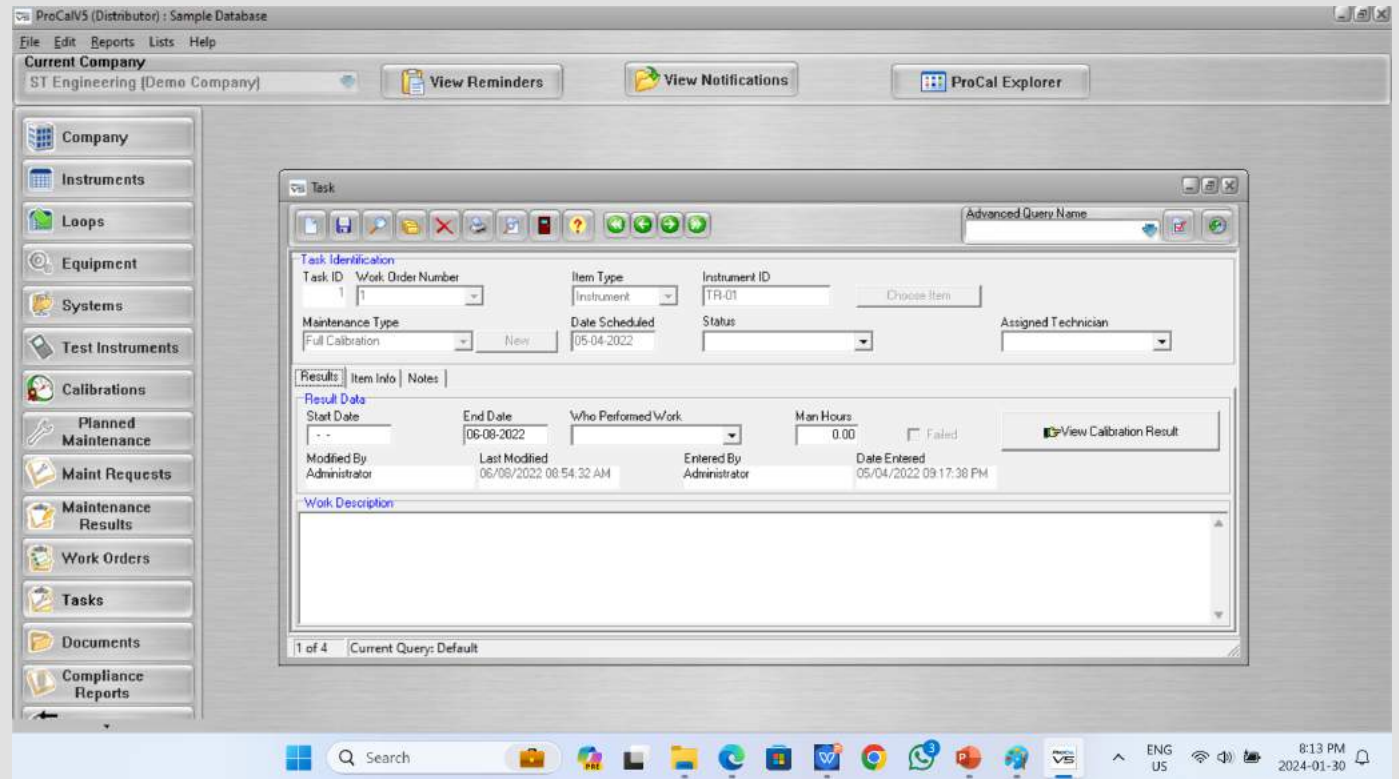 ProCalV5 (Distributor) : Sample Database
File Edit Reports Lists Help
Current Company
ST Engineering [Demo Company]
View Reminders
View Notifications
ProCal Explorer
Company
Instruments
Loops
Equipment
Systems
Test Instruments
Calibrations
Planned
Maintenance
Maint Requests
Maintenance
Results
Work Orders
Tasks
Documents
Compliance
Reports
Task
Advanced Query Name
Task Identification
Task ID Work Order Number Item Type Instrument ID
1 1 Instrument TR-01 Choose Item
Maintenance Type Date Scheduled Status Assigned Technician
Full Calibration New 05-04-2022
Results Item Info Notes
Result Data
Start Date End Date Who Performed Work Man Hours
- - 06-08-2022 0.00 Failed View Calibration Result
Modified By Last Modified Entered By Date Entered
Administrator 06/08/2022 08:54:32 AM Administrator 05/04/2022 09:17:38 PM
Work Description
1 of 4 Current Query: Default
Search
PRE
3
V5
ENG
US
8:13 PM
2024-01-30